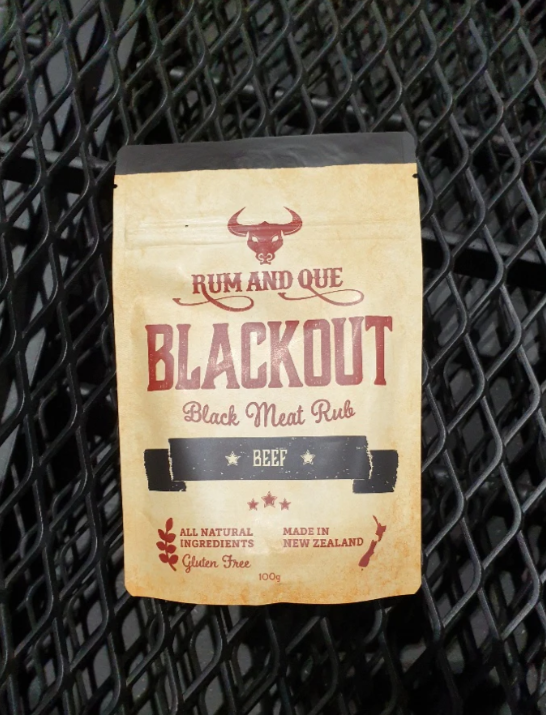 RUM AND QUE
BLACKOUT
Black Meat Rub
BEEF
ALL NATURAL
INGREDIENTS
Gluten Free
MADE IN
NEW ZEALAND
100g